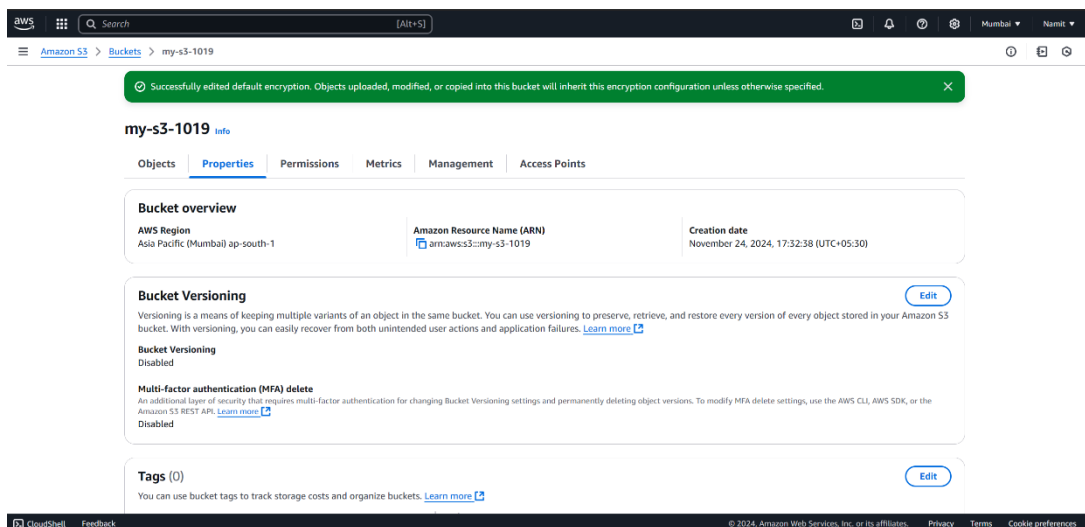 aws
Search [Alt+S] Mumbai ▼ Namit ▼
Amazon S3 > Buckets > my-s3-1019
Successfully edited default encryption. Objects uploaded, modified, or copied into this bucket will inherit this encryption configuration unless otherwise specified.
my-s3-1019 Info
Objects Properties Permissions Metrics Management Access Points
Bucket overview
AWS Region Amazon Resource Name (ARN) Creation date
Asia Pacific (Mumbai) ap-south-1 arn:aws:s3:::my-s3-1019 November 24, 2024, 17:32:38 (UTC+05:30)
Bucket Versioning Edit
Versioning is a means of keeping multiple variants of an object in the same bucket. You can use versioning to preserve, retrieve, and restore every version of every object stored in your Amazon S3
bucket. With versioning, you can easily recover from both unintended user actions and application failures. Learn more
Bucket Versioning
Disabled
Multi-factor authentication (MFA) delete
An additional layer of security that requires multi-factor authentication for changing Bucket Versioning settings and permanently deleting object versions. To modify MFA delete settings, use the AWS CLI, AWS SDK, or the
Amazon S3 REST API. Learn more
Disabled
Tags (0) Edit
You can use bucket tags to track storage costs and organize buckets. Learn more
CloudShell Feedback © 2024, Amazon Web Services, Inc. or its affiliates. Privacy Terms Cookie preferences